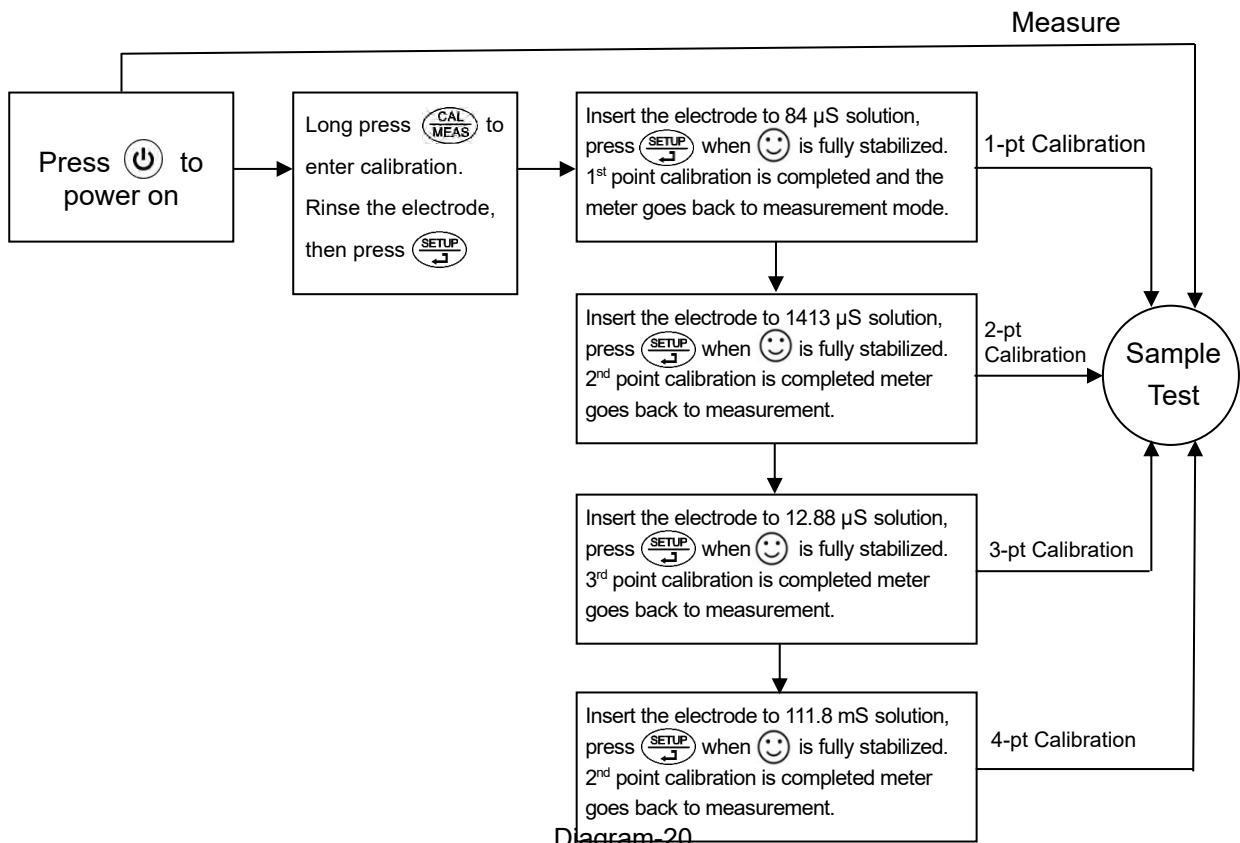 Measure
Press to
power on
Long press CAL MEAS to
enter calibration.
Rinse the electrode,
then press SETUP
Insert the electrode to 84 µS solution,
press SETUP when is fully stabilized.
1st point calibration is completed and the
meter goes back to measurement mode.
1-pt Calibration
Insert the electrode to 1413 µS solution,
press SETUP when is fully stabilized.
2nd point calibration is completed meter
goes back to measurement.
2-pt
Calibration
Sample
Test
Insert the electrode to 12.88 µS solution,
press SETUP when is fully stabilized.
3rd point calibration is completed meter
goes back to measurement.
3-pt Calibration
Insert the electrode to 111.8 mS solution,
press SETUP when is fully stabilized.
2nd point calibration is completed meter
goes back to measurement.
4-pt Calibration
Diagram-20